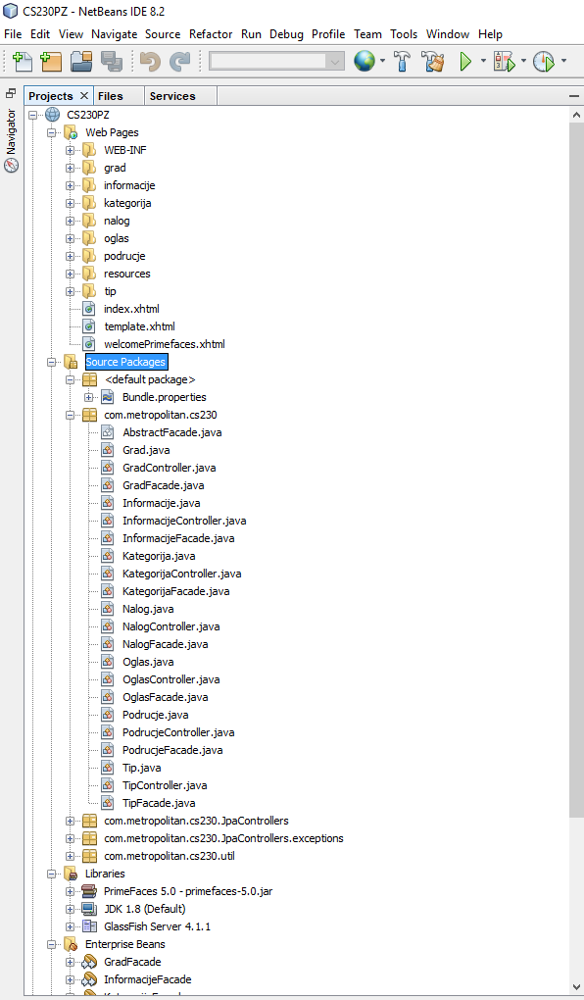 CS230PZ - NetBeans IDE 8.2
File Edit View Navigate Source Refactor Run Debug Profile Team Tools Window Help
Projects Files Services
Navigator
CS230PZ
Web Pages
WEB-INF
grad
informacije
kategorija
nalog
oglas
podrucje
resources
tip
index.xhtml
template.xhtml
welcomePrimefaces.xhtml
Source Packages
<default package>
Bundle.properties
com.metropolitan.cs230
AbstractFacade.java
Grad.java
GradController.java
GradFacade.java
Informacije.java
InformacijeController.java
InformacijeFacade.java
Kategorija.java
KategorijaController.java
KategorijaFacade.java
Nalog.java
NalogController.java
NalogFacade.java
Oglas.java
OglasController.java
OglasFacade.java
Podrucje.java
PodrucjeController.java
PodrucjeFacade.java
Tip.java
TipController.java
TipFacade.java
com.metropolitan.cs230.JpaControllers
com.metropolitan.cs230.JpaControllers.exceptions
com.metropolitan.cs230.util
Libraries
PrimeFaces 5.0 - primefaces-5.0.jar
JDK 1.8 (Default)
GlassFish Server 4.1.1
Enterprise Beans
GradFacade
InformacijeFacade